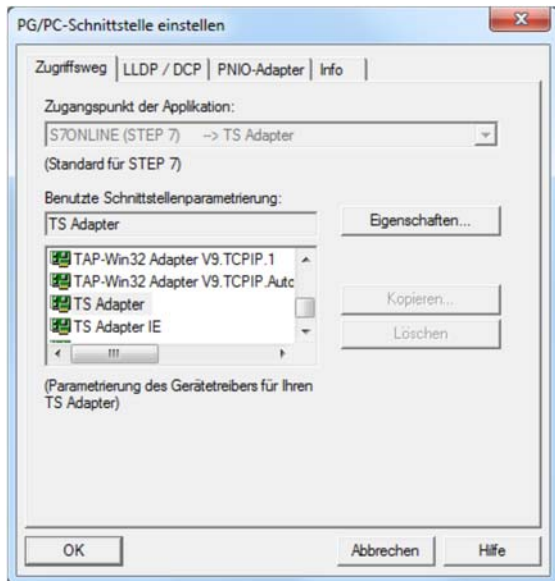 PG/PC-Schnittstelle einstellen
Zugriffsweg LLDP / DCP PNIO-Adapter Info
Zugangspunkt der Applikation:
S7ONLINE (STEP 7) --> TS Adapter
(Standard für STEP 7)
Benutzte Schnittstellenparametrierung:
TS Adapter
Eigenschaften...
TAP-Win32 Adapter V9.TCPIP.1
TAP-Win32 Adapter V9.TCPIP.Autc
TS Adapter
TS Adapter IE
Kopieren...
Löschen
(Parametrierung des Gerätetreibers für Ihren
TS Adapter)
OK Abbrechen Hilfe